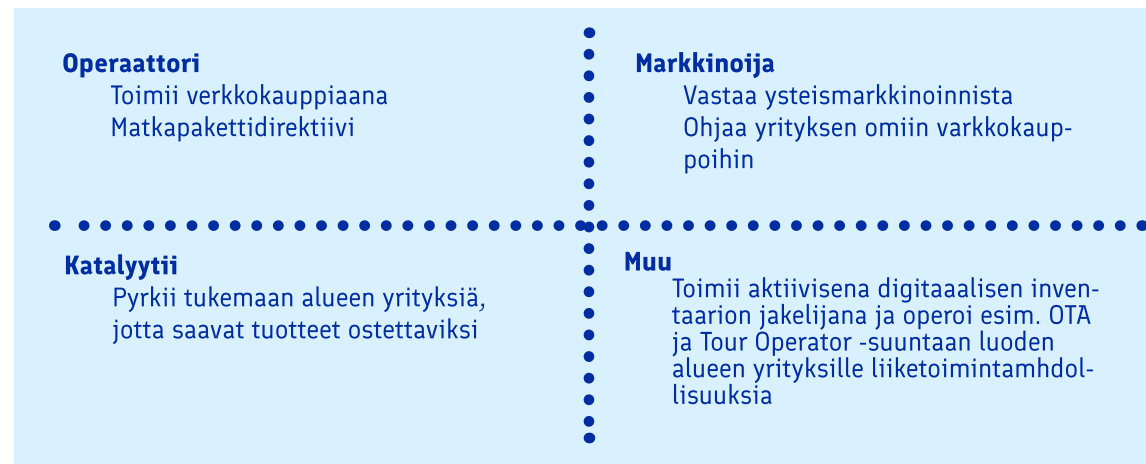 Operaattori
Toimii verkkokauppiaana
Matkapakettidirektiivi
Markkinoija
Vastaa ysteismarkkinoinnista
Ohjaa yrityksen omiin varkkokaup-
poihin
Katalyytii
Pyrkii tukemaan alueen yrityksiä,
jotta saavat tuotteet ostettaviksi
Muu
Toimii aktiivisena digitaaalisen inven-
taarion jakelijana ja operoi esim. OTA
ja Tour Operator -suuntaan luoden
alueen yrityksille liiketoimintamhdol-
lisuuksia